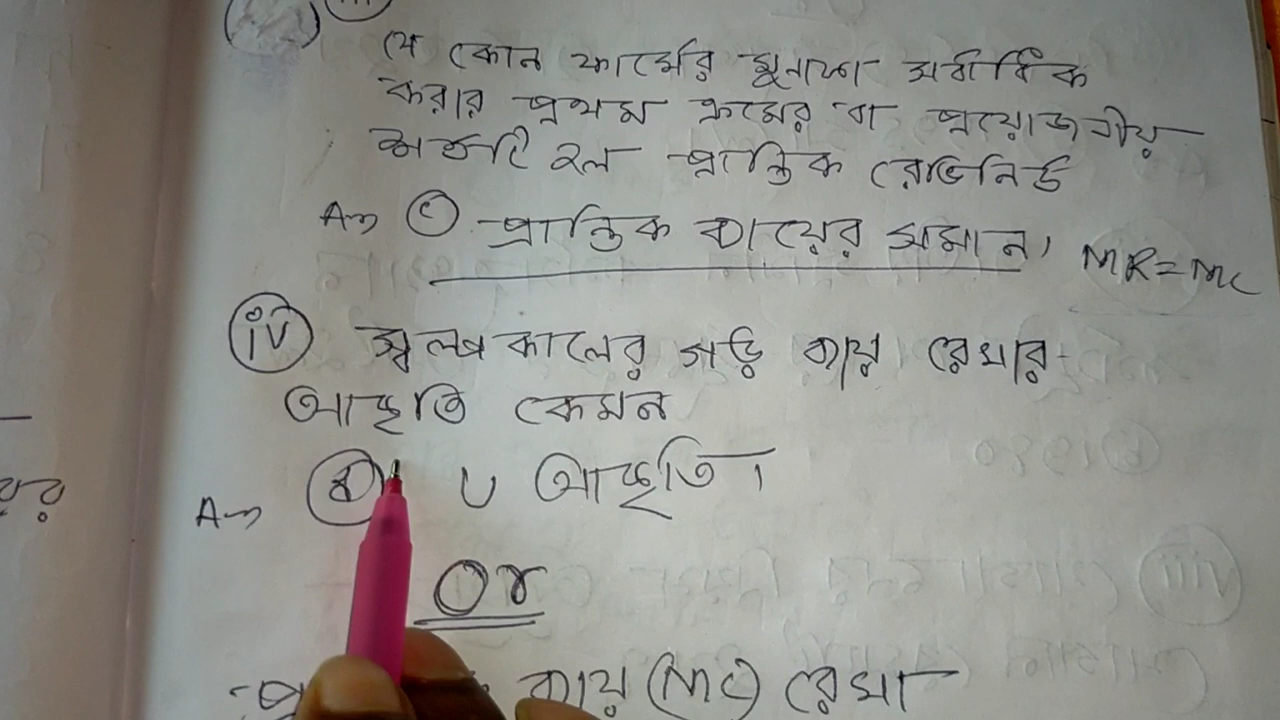 iii
যে কোন ফার্মের মুনাফা সর্বাধিক
করার প্রথম ক্রমের বা প্রয়োজনীয়
শর্তটি হল প্রান্তিক রেভিনিউ
Ans c প্রান্তিক ব্যয়ের সমান। MR=MC
iv স্বল্পকালের গড় ব্যয় রেখার
আকৃতি কেমন
Ans U আকৃতি।
Or
ব্যয় (MC) রেখা